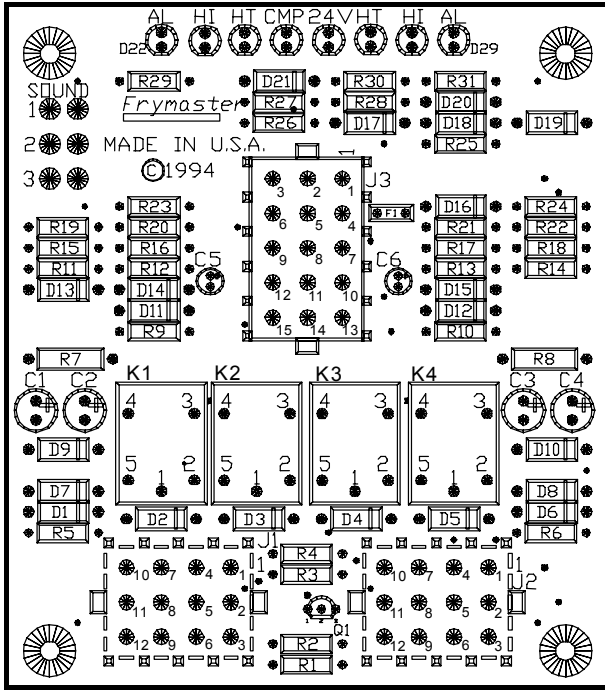 AL HI HT CMP 24V HT HI AL
D22 D29
SOUND
1
2
3
R29
Frymaster
MADE IN U.S.A.
© 1994
D21
R27
R26
R30
R28
D17
R31
D20
D18
R25
D19
J3
1
3 2 1
6 5 4
9 8 7
12 11 10
15 14 13
F1
R19
R15
R11
D13
R23
R20
R16
R12
D14
D11
R9
C5
C6
D16
R21
R17
R13
D15
D12
R10
R24
R22
R18
R14
R7
R8
C1 C2
C3 C4
K1 K2 K3 K4
4 3 4 3 4 3 4 3
5 2 5 2 5 2 5 2
1 1 1 1
D9
D10
D7
D1
R5
D8
D6
R6
D2 D3 D4 D5
J1
1
10 7 4 1
11 8 5 2
12 9 6 3
R4
R3
Q1
R2
R1
1
J2
10 7 4 1
11 8 5 2
12 9 6 3